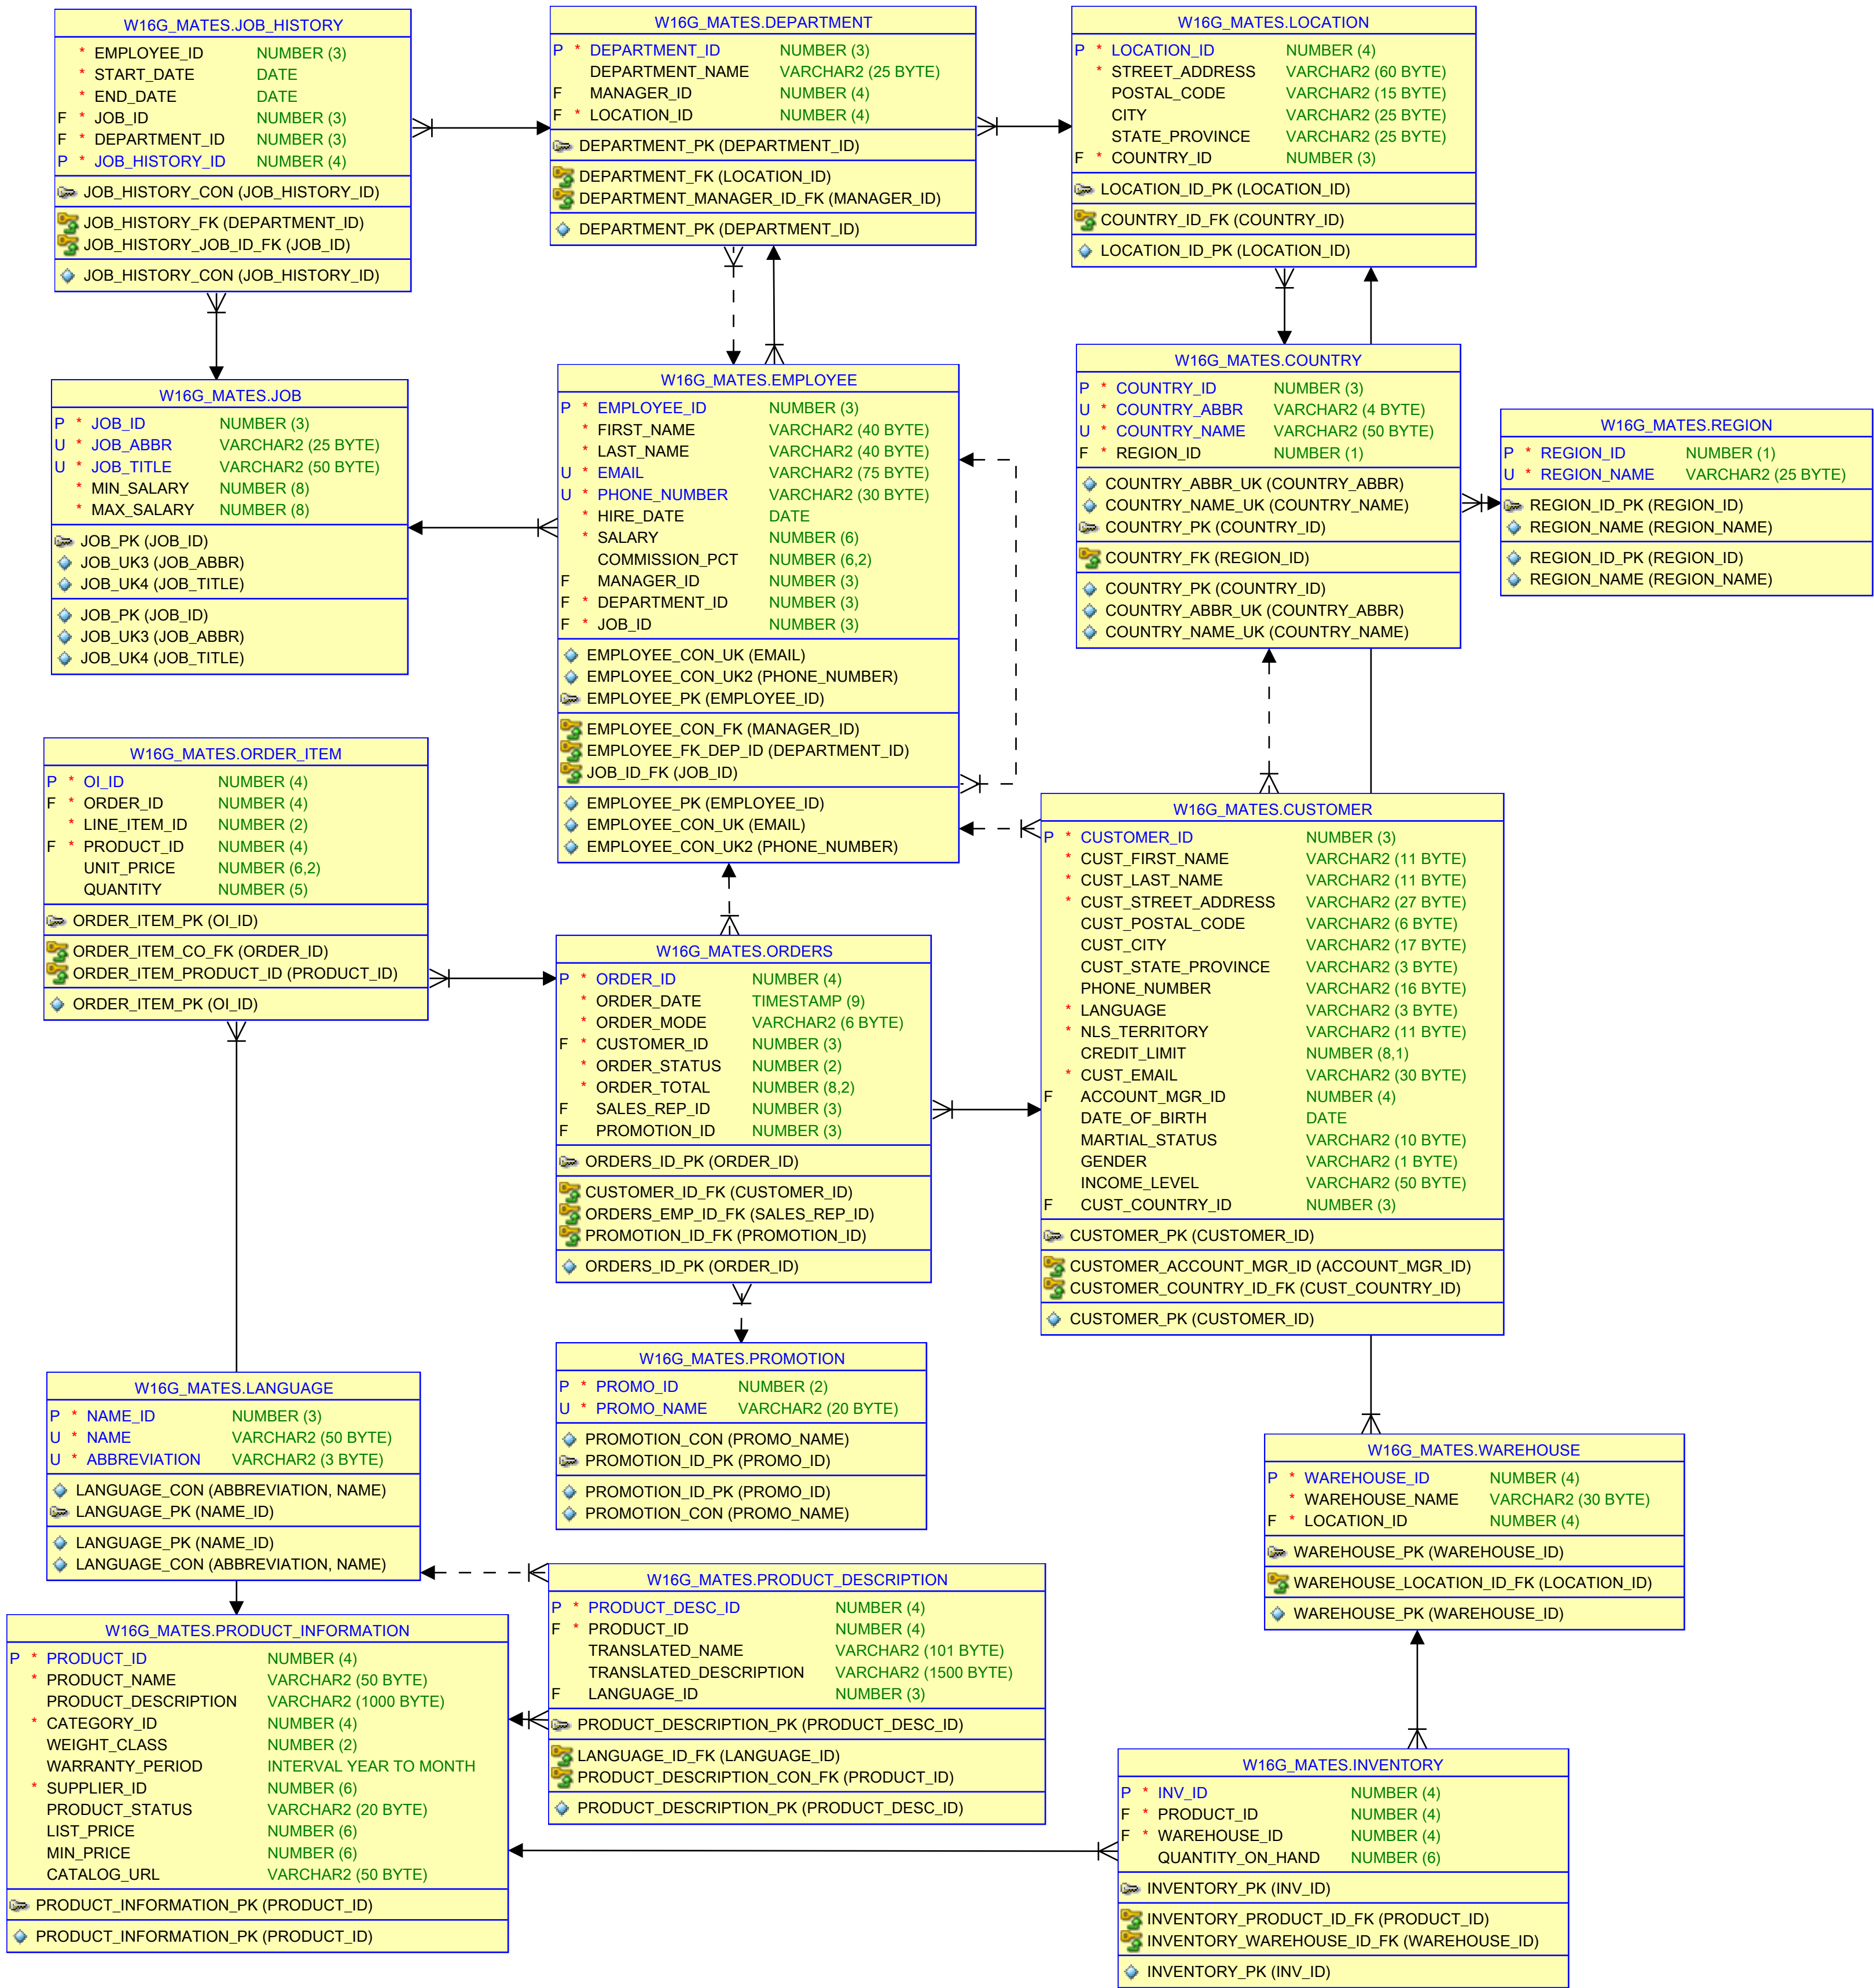 W16G_MATES.JOB_HISTORY
* EMPLOYEE_ID NUMBER (3)
* START_DATE DATE
* END_DATE DATE
F * JOB_ID NUMBER (3)
F * DEPARTMENT_ID NUMBER (3)
P * JOB_HISTORY_ID NUMBER (4)
JOB_HISTORY_CON (JOB_HISTORY_ID)
JOB_HISTORY_FK (DEPARTMENT_ID)
JOB_HISTORY_JOB_ID_FK (JOB_ID)
JOB_HISTORY_CON (JOB_HISTORY_ID)
W16G_MATES.DEPARTMENT
P * DEPARTMENT_ID NUMBER (3)
DEPARTMENT_NAME VARCHAR2 (25 BYTE)
F MANAGER_ID NUMBER (4)
F * LOCATION_ID NUMBER (4)
DEPARTMENT_PK (DEPARTMENT_ID)
DEPARTMENT_FK (LOCATION_ID)
DEPARTMENT_MANAGER_ID_FK (MANAGER_ID)
DEPARTMENT_PK (DEPARTMENT_ID)
W16G_MATES.LOCATION
P * LOCATION_ID NUMBER (4)
* STREET_ADDRESS VARCHAR2 (60 BYTE)
POSTAL_CODE VARCHAR2 (15 BYTE)
CITY VARCHAR2 (25 BYTE)
STATE_PROVINCE VARCHAR2 (25 BYTE)
F * COUNTRY_ID NUMBER (3)
LOCATION_ID_PK (LOCATION_ID)
COUNTRY_ID_FK (COUNTRY_ID)
LOCATION_ID_PK (LOCATION_ID)
W16G_MATES.JOB
P * JOB_ID NUMBER (3)
U * JOB_ABBR VARCHAR2 (25 BYTE)
U * JOB_TITLE VARCHAR2 (50 BYTE)
* MIN_SALARY NUMBER (8)
* MAX_SALARY NUMBER (8)
JOB_PK (JOB_ID)
JOB_UK3 (JOB_ABBR)
JOB_UK4 (JOB_TITLE)
JOB_PK (JOB_ID)
JOB_UK3 (JOB_ABBR)
JOB_UK4 (JOB_TITLE)
W16G_MATES.EMPLOYEE
P * EMPLOYEE_ID NUMBER (3)
* FIRST_NAME VARCHAR2 (40 BYTE)
* LAST_NAME VARCHAR2 (40 BYTE)
U * EMAIL VARCHAR2 (75 BYTE)
U * PHONE_NUMBER VARCHAR2 (30 BYTE)
* HIRE_DATE DATE
* SALARY NUMBER (6)
COMMISSION_PCT NUMBER (6,2)
F MANAGER_ID NUMBER (3)
F * DEPARTMENT_ID NUMBER (3)
F * JOB_ID NUMBER (3)
EMPLOYEE_CON_UK (EMAIL)
EMPLOYEE_CON_UK2 (PHONE_NUMBER)
EMPLOYEE_PK (EMPLOYEE_ID)
EMPLOYEE_CON_FK (MANAGER_ID)
EMPLOYEE_FK_DEP_ID (DEPARTMENT_ID)
JOB_ID_FK (JOB_ID)
EMPLOYEE_PK (EMPLOYEE_ID)
EMPLOYEE_CON_UK (EMAIL)
EMPLOYEE_CON_UK2 (PHONE_NUMBER)
W16G_MATES.COUNTRY
P * COUNTRY_ID NUMBER (3)
U * COUNTRY_ABBR VARCHAR2 (4 BYTE)
U * COUNTRY_NAME VARCHAR2 (50 BYTE)
F * REGION_ID NUMBER (1)
COUNTRY_ABBR_UK (COUNTRY_ABBR)
COUNTRY_NAME_UK (COUNTRY_NAME)
COUNTRY_PK (COUNTRY_ID)
COUNTRY_FK (REGION_ID)
COUNTRY_PK (COUNTRY_ID)
COUNTRY_ABBR_UK (COUNTRY_ABBR)
COUNTRY_NAME_UK (COUNTRY_NAME)
W16G_MATES.REGION
P * REGION_ID NUMBER (1)
U * REGION_NAME VARCHAR2 (25 BYTE)
REGION_ID_PK (REGION_ID)
REGION_NAME (REGION_NAME)
REGION_ID_PK (REGION_ID)
REGION_NAME (REGION_NAME)
W16G_MATES.ORDER_ITEM
P * OI_ID NUMBER (4)
F * ORDER_ID NUMBER (4)
* LINE_ITEM_ID NUMBER (2)
F * PRODUCT_ID NUMBER (4)
UNIT_PRICE NUMBER (6,2)
QUANTITY NUMBER (5)
ORDER_ITEM_PK (OI_ID)
ORDER_ITEM_CO_FK (ORDER_ID)
ORDER_ITEM_PRODUCT_ID (PRODUCT_ID)
ORDER_ITEM_PK (OI_ID)
W16G_MATES.ORDERS
P * ORDER_ID NUMBER (4)
* ORDER_DATE TIMESTAMP (9)
* ORDER_MODE VARCHAR2 (6 BYTE)
F * CUSTOMER_ID NUMBER (3)
* ORDER_STATUS NUMBER (2)
* ORDER_TOTAL NUMBER (8,2)
F SALES_REP_ID NUMBER (3)
F PROMOTION_ID NUMBER (3)
ORDERS_ID_PK (ORDER_ID)
CUSTOMER_ID_FK (CUSTOMER_ID)
ORDERS_EMP_ID_FK (SALES_REP_ID)
PROMOTION_ID_FK (PROMOTION_ID)
ORDERS_ID_PK (ORDER_ID)
W16G_MATES.CUSTOMER
P * CUSTOMER_ID NUMBER (3)
* CUST_FIRST_NAME VARCHAR2 (11 BYTE)
* CUST_LAST_NAME VARCHAR2 (11 BYTE)
* CUST_STREET_ADDRESS VARCHAR2 (27 BYTE)
CUST_POSTAL_CODE VARCHAR2 (6 BYTE)
CUST_CITY VARCHAR2 (17 BYTE)
CUST_STATE_PROVINCE VARCHAR2 (3 BYTE)
PHONE_NUMBER VARCHAR2 (16 BYTE)
* LANGUAGE VARCHAR2 (3 BYTE)
* NLS_TERRITORY VARCHAR2 (11 BYTE)
CREDIT_LIMIT NUMBER (8,1)
* CUST_EMAIL VARCHAR2 (30 BYTE)
F ACCOUNT_MGR_ID NUMBER (4)
DATE_OF_BIRTH DATE
MARTIAL_STATUS VARCHAR2 (10 BYTE)
GENDER VARCHAR2 (1 BYTE)
INCOME_LEVEL VARCHAR2 (50 BYTE)
F CUST_COUNTRY_ID NUMBER (3)
CUSTOMER_PK (CUSTOMER_ID)
CUSTOMER_ACCOUNT_MGR_ID (ACCOUNT_MGR_ID)
CUSTOMER_COUNTRY_ID_FK (CUST_COUNTRY_ID)
CUSTOMER_PK (CUSTOMER_ID)
W16G_MATES.LANGUAGE
P * NAME_ID NUMBER (3)
U * NAME VARCHAR2 (50 BYTE)
U * ABBREVIATION VARCHAR2 (3 BYTE)
LANGUAGE_CON (ABBREVIATION, NAME)
LANGUAGE_PK (NAME_ID)
LANGUAGE_PK (NAME_ID)
LANGUAGE_CON (ABBREVIATION, NAME)
W16G_MATES.PROMOTION
P * PROMO_ID NUMBER (2)
U * PROMO_NAME VARCHAR2 (20 BYTE)
PROMOTION_CON (PROMO_NAME)
PROMOTION_ID_PK (PROMO_ID)
PROMOTION_ID_PK (PROMO_ID)
PROMOTION_CON (PROMO_NAME)
W16G_MATES.WAREHOUSE
P * WAREHOUSE_ID NUMBER (4)
* WAREHOUSE_NAME VARCHAR2 (30 BYTE)
F * LOCATION_ID NUMBER (4)
WAREHOUSE_PK (WAREHOUSE_ID)
WAREHOUSE_LOCATION_ID_FK (LOCATION_ID)
WAREHOUSE_PK (WAREHOUSE_ID)
W16G_MATES.PRODUCT_DESCRIPTION
P * PRODUCT_DESC_ID NUMBER (4)
F * PRODUCT_ID NUMBER (4)
TRANSLATED_NAME VARCHAR2 (101 BYTE)
TRANSLATED_DESCRIPTION VARCHAR2 (1500 BYTE)
F LANGUAGE_ID NUMBER (3)
PRODUCT_DESCRIPTION_PK (PRODUCT_DESC_ID)
LANGUAGE_ID_FK (LANGUAGE_ID)
PRODUCT_DESCRIPTION_CON_FK (PRODUCT_ID)
PRODUCT_DESCRIPTION_PK (PRODUCT_DESC_ID)
W16G_MATES.PRODUCT_INFORMATION
P * PRODUCT_ID NUMBER (4)
* PRODUCT_NAME VARCHAR2 (50 BYTE)
PRODUCT_DESCRIPTION VARCHAR2 (1000 BYTE)
* CATEGORY_ID NUMBER (4)
WEIGHT_CLASS NUMBER (2)
WARRANTY_PERIOD INTERVAL YEAR TO MONTH
* SUPPLIER_ID NUMBER (6)
PRODUCT_STATUS VARCHAR2 (20 BYTE)
LIST_PRICE NUMBER (6)
MIN_PRICE NUMBER (6)
CATALOG_URL VARCHAR2 (50 BYTE)
PRODUCT_INFORMATION_PK (PRODUCT_ID)
PRODUCT_INFORMATION_PK (PRODUCT_ID)
W16G_MATES.INVENTORY
P * INV_ID NUMBER (4)
F * PRODUCT_ID NUMBER (4)
F * WAREHOUSE_ID NUMBER (4)
QUANTITY_ON_HAND NUMBER (6)
INVENTORY_PK (INV_ID)
INVENTORY_PRODUCT_ID_FK (PRODUCT_ID)
INVENTORY_WAREHOUSE_ID_FK (WAREHOUSE_ID)
INVENTORY_PK (INV_ID)